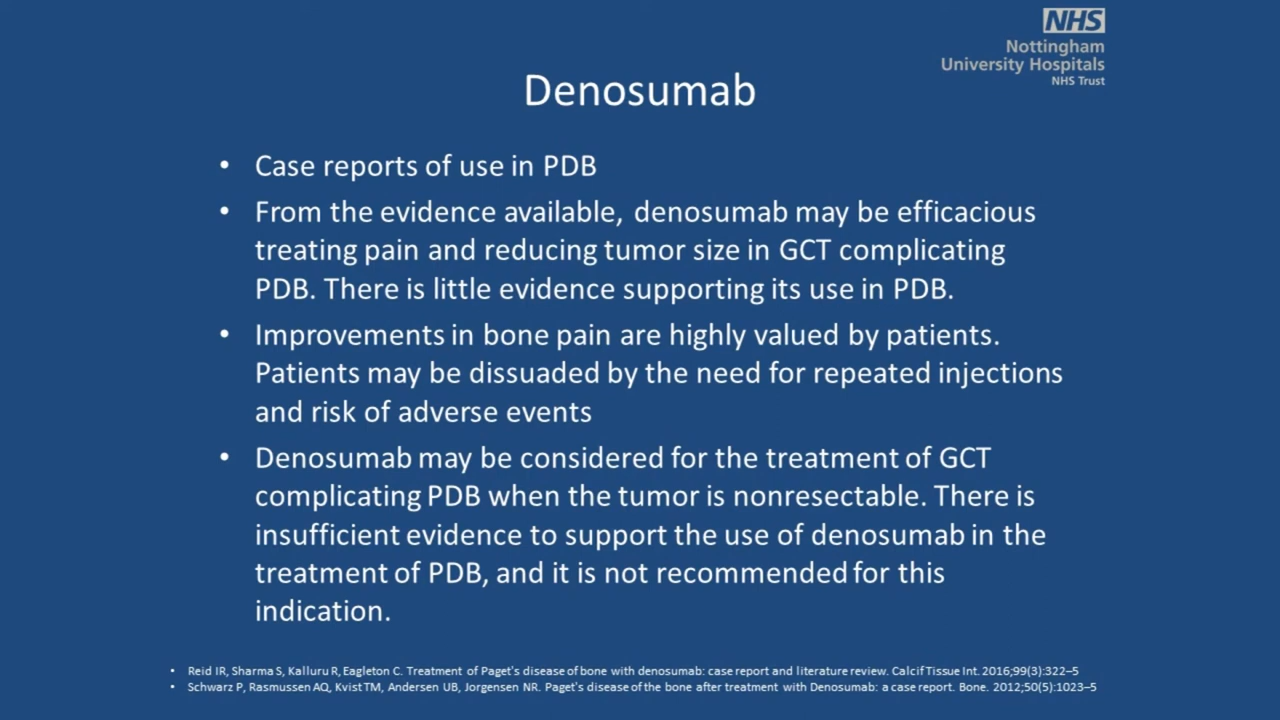 NHS
Nottingham
University Hospitals
NHS Trust
Denosumab
• Case reports of use in PDB
• From the evidence available, denosumab may be efficacious
treating pain and reducing tumor size in GCT complicating
PDB. There is little evidence supporting its use in PDB.
• Improvements in bone pain are highly valued by patients.
Patients may be dissuaded by the need for repeated injections
and risk of adverse events
• Denosumab may be considered for the treatment of GCT
complicating PDB when the tumor is nonresectable. There is
insufficient evidence to support the use of denosumab in the
treatment of PDB, and it is not recommended for this
indication.
• Reid IR, Sharma S, Kalluru R, Eagleton C. Treatment of Paget's disease of bone with denosumab: case report and literature review. Calcif Tissue Int. 2016;99(3):322–5
• Schwarz P, Rasmussen AQ, Kvist TM, Andersen UB, Jorgensen NR. Paget's disease of the bone after treatment with Denosumab: a case report. Bone. 2012;50(5):1023–5